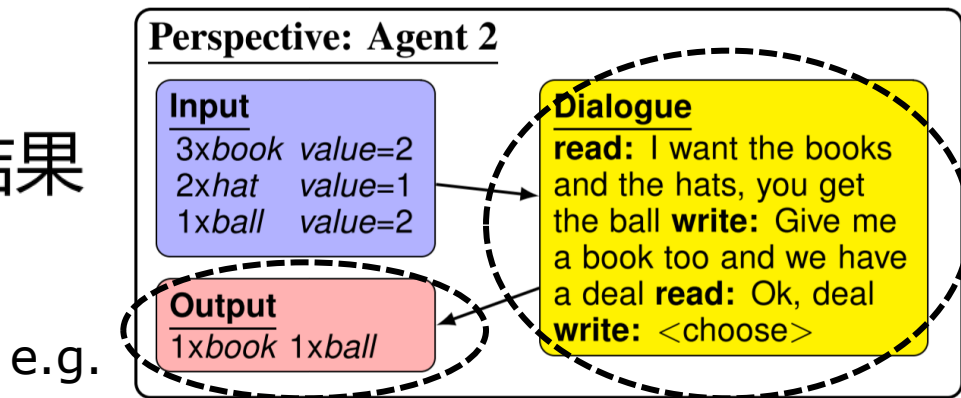 Perspective: Agent 2
Input
3xbook value=2
2xhat value=1
1xball value=2
Dialogue
read: I want the books
and the hats, you get
the ball write: Give me
a book too and we have
a deal read: Ok, deal
write: <choose>
結果
Output
1xbook 1xball
e.g.